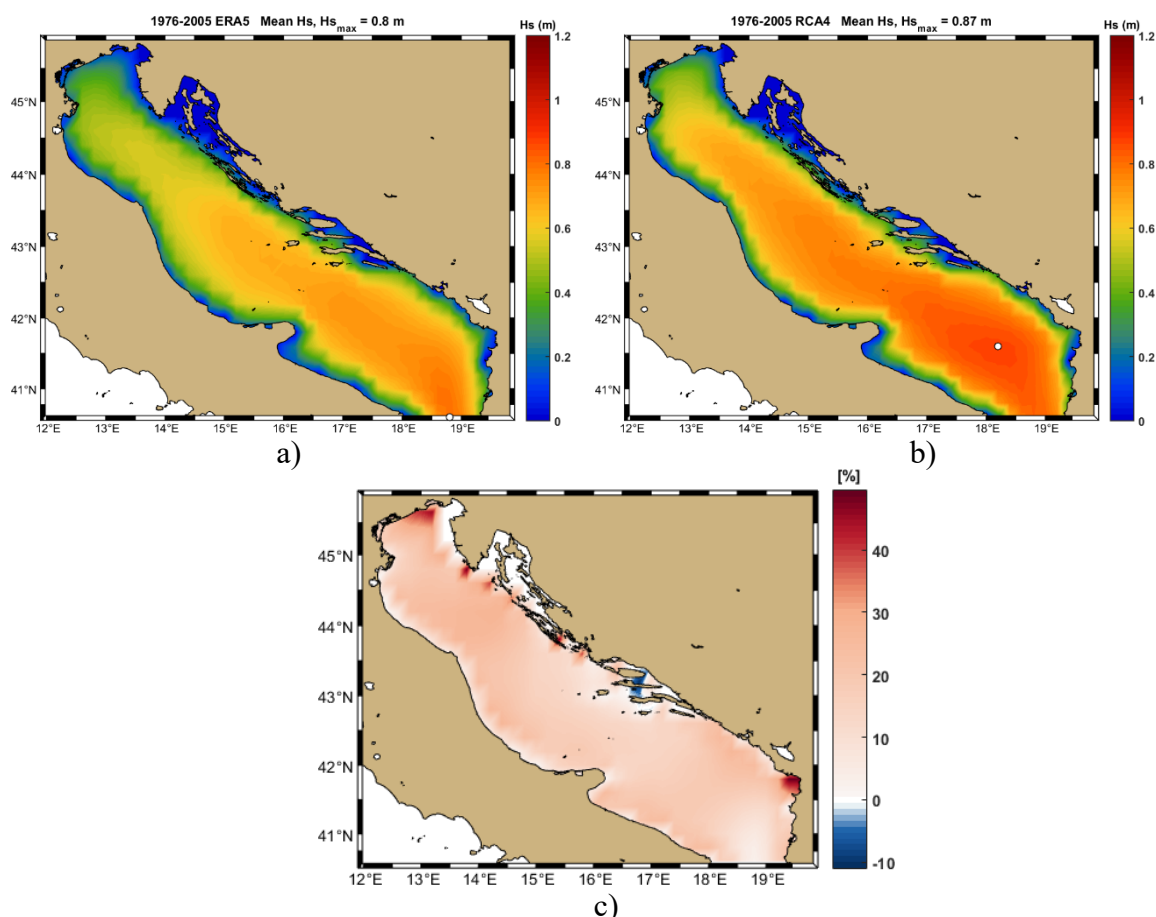 1976-2005 ERA5 Mean Hs, Hs_max = 0.8 m
Hs (m)
1.2
1
0.8
0.6
0.4
0.2
0
45°N
44°N
43°N
42°N
41°N
12°E 13°E 14°E 15°E 16°E 17°E 18°E 19°E
a)
1976-2005 RCA4 Mean Hs, Hs_max = 0.87 m
Hs (m)
1.2
1
0.8
0.6
0.4
0.2
0
45°N
44°N
43°N
42°N
41°N
12°E 13°E 14°E 15°E 16°E 17°E 18°E 19°E
b)
[%]
40
30
20
10
0
-10
45°N
44°N
43°N
42°N
41°N
12°E 13°E 14°E 15°E 16°E 17°E 18°E 19°E
c)